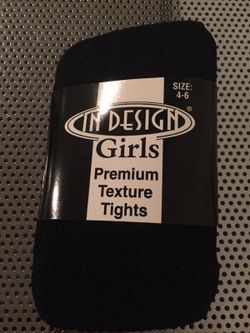 SIZE:
4-6
IN DESIGN®
Girls
Premium
Texture
Tights